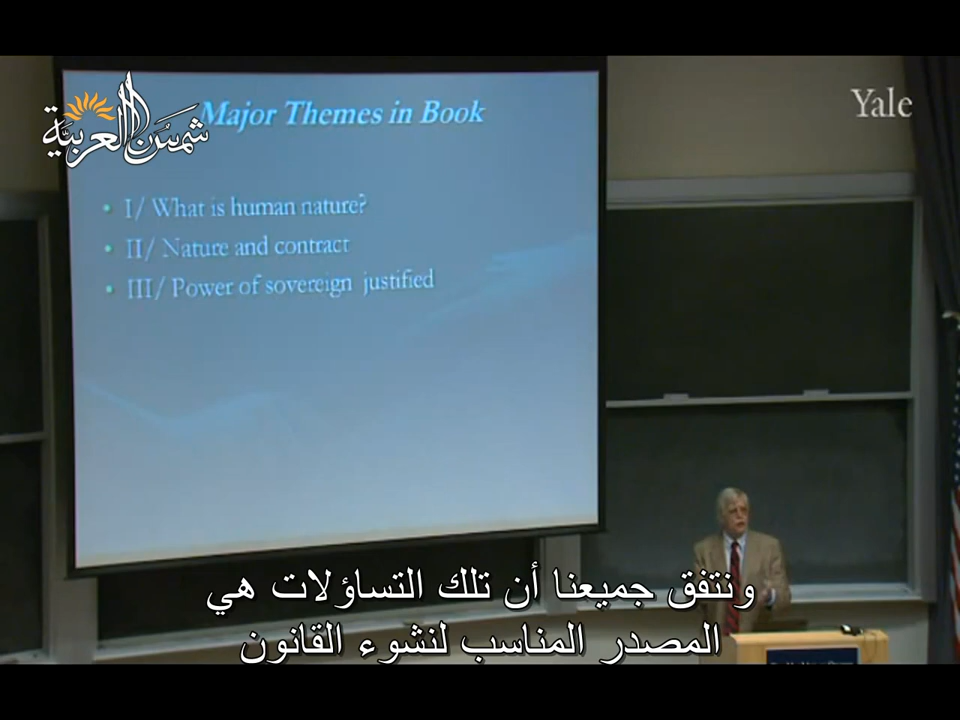 شمس العربية
Yale
Major Themes in Book
• I/ What is human nature?
• II/ Nature and contract
• III/ Power of sovereign justified
ونتفق جميعنا أن تلك التساؤلات هي
المصدر المناسب لنشوء القانون